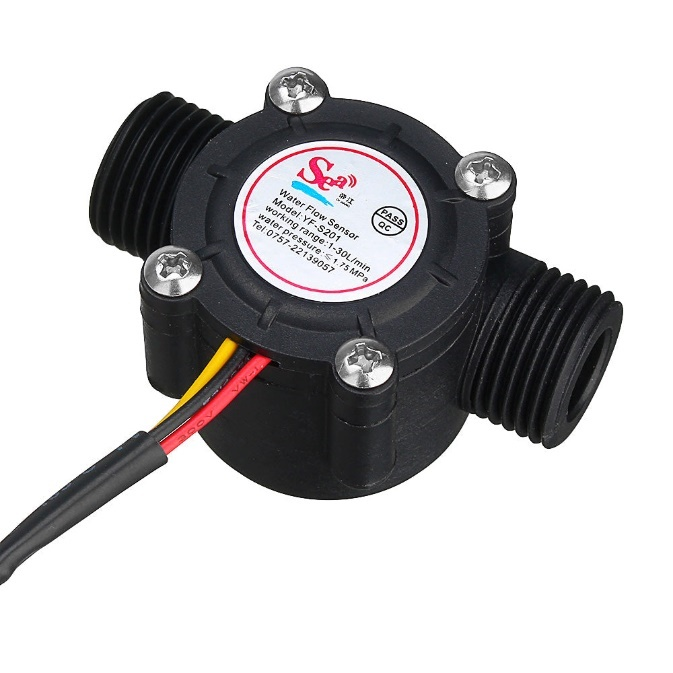 Sea
Water Flow Sensor
Model:YF-S201
working range:1-30L/min
water pressure:≤1.75MPa
Tel:0757-22139057
PASS
QC